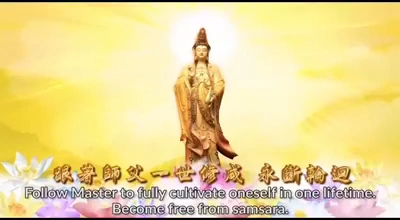 跟著師父一世修成 永斷輪迴
Follow Master to fully cultivate oneself in one lifetime.
Become free from samsara.